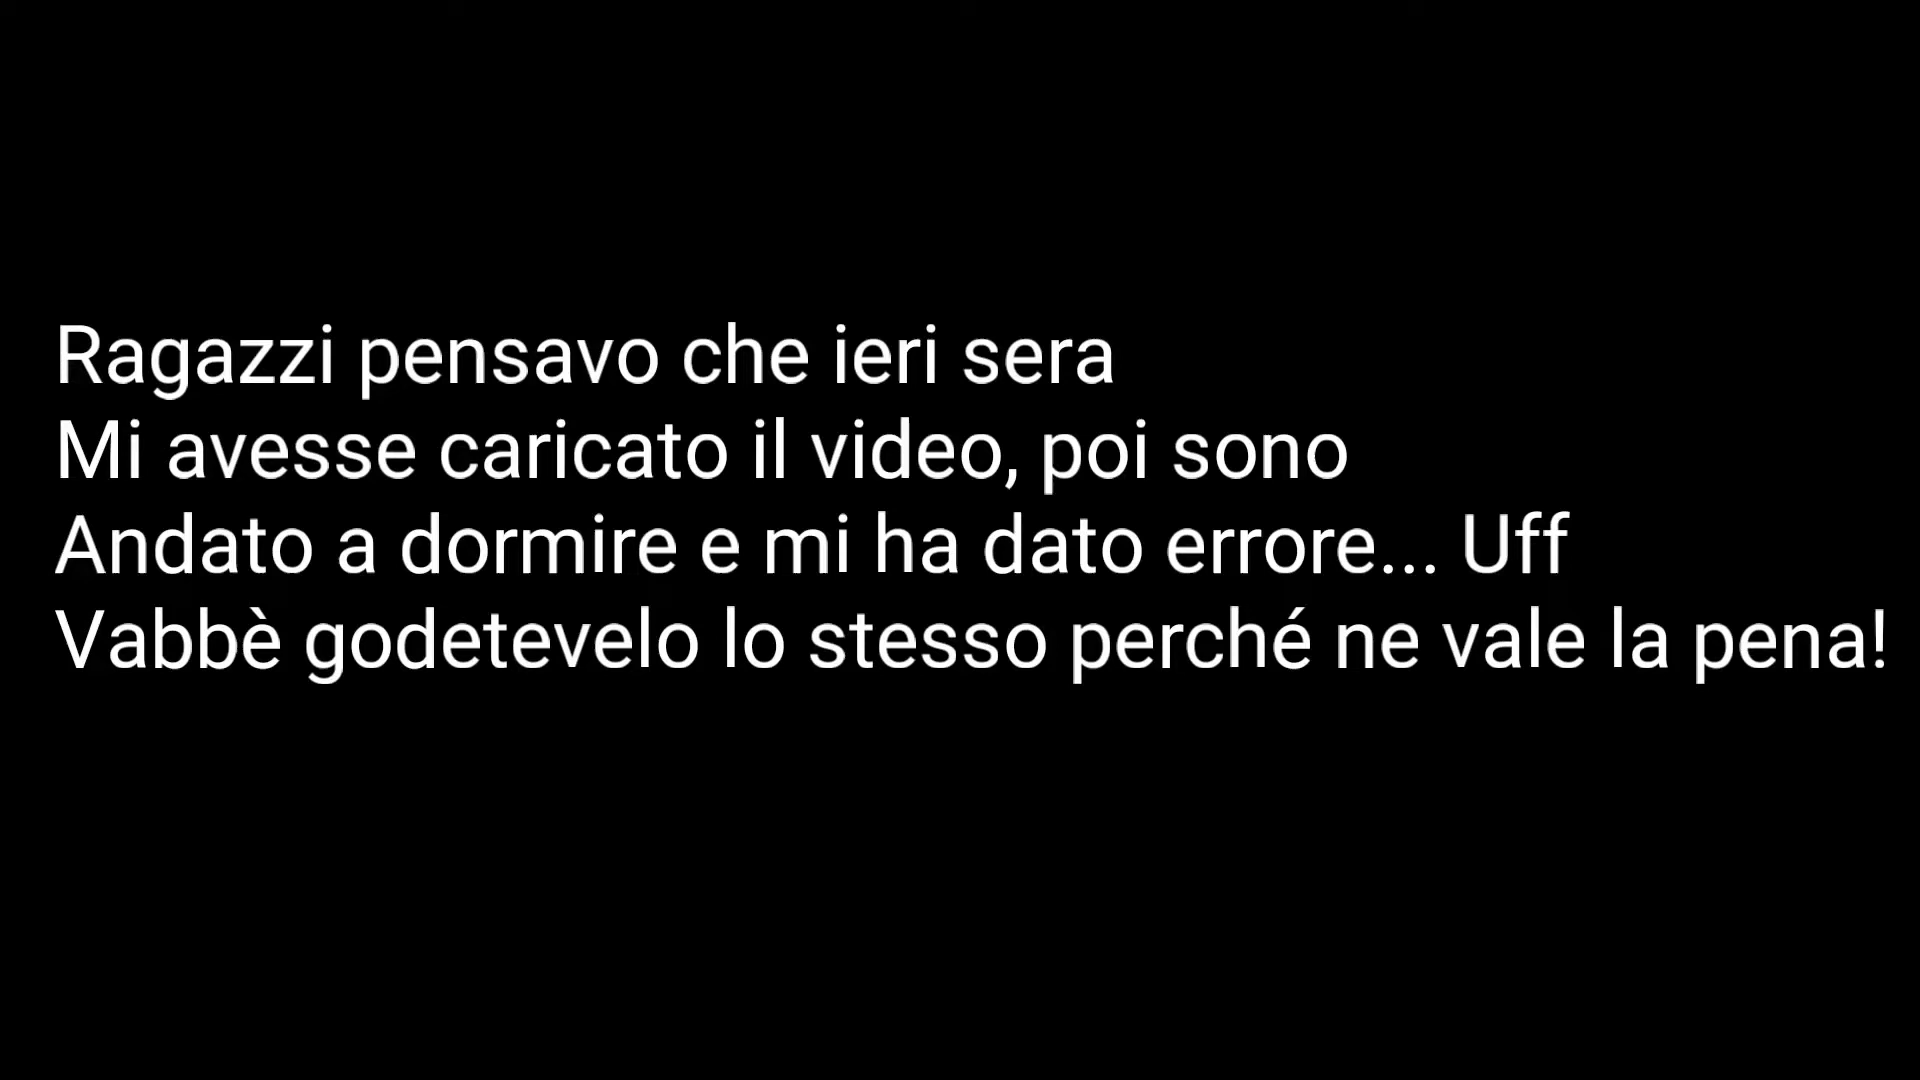 Ragazzi pensavo che ieri sera
Mi avesse caricato il video, poi sono
Andato a dormire e mi ha dato errore... Uff
Vabbè godetevelo lo stesso perché ne vale la pena!